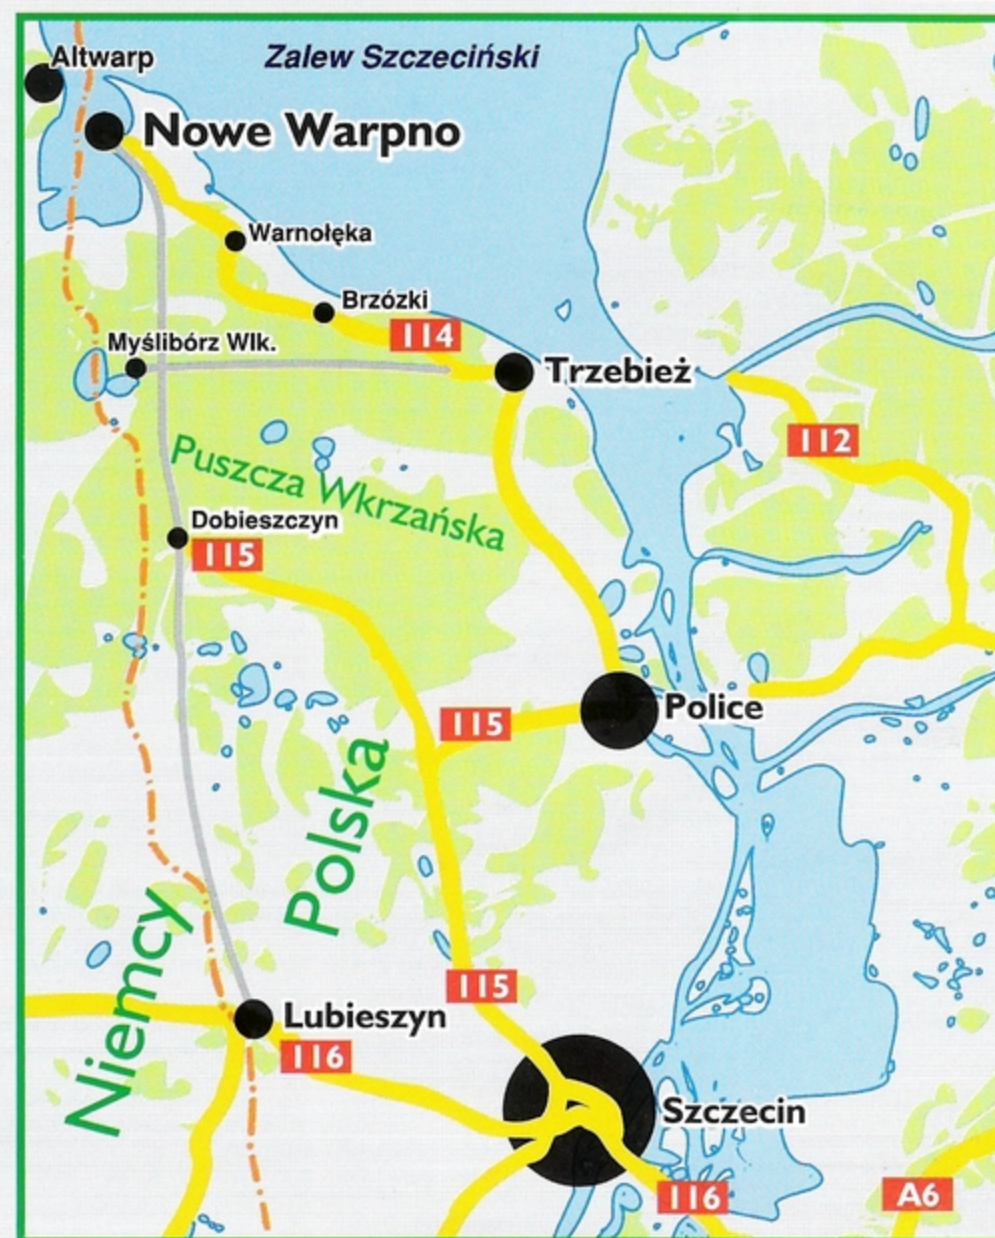 Altwarp
Zalew Szczeciński
Nowe Warpno
Warnołęka
Brzózki
114
Myślibórz Wlk.
Trzebież
112
Puszcza Wkrzańska
Dobieszczyn
115
115
Police
Polska
Niemcy
115
Lubieszyn
116
Szczecin
116
A6